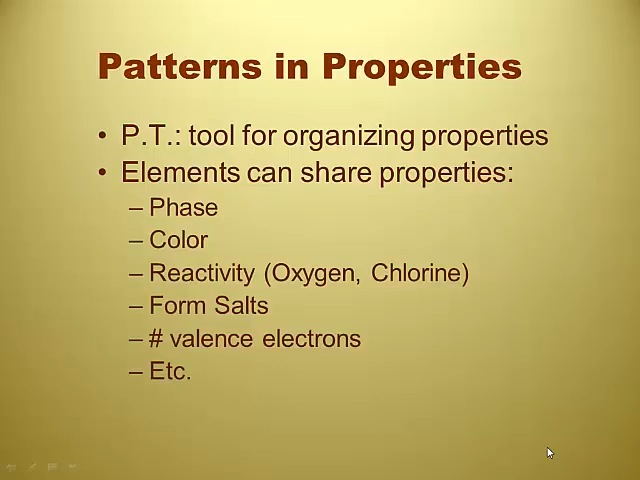 Patterns in Properties
• P.T.: tool for organizing properties
• Elements can share properties:
– Phase
– Color
– Reactivity (Oxygen, Chlorine)
– Form Salts
– # valence electrons
– Etc.